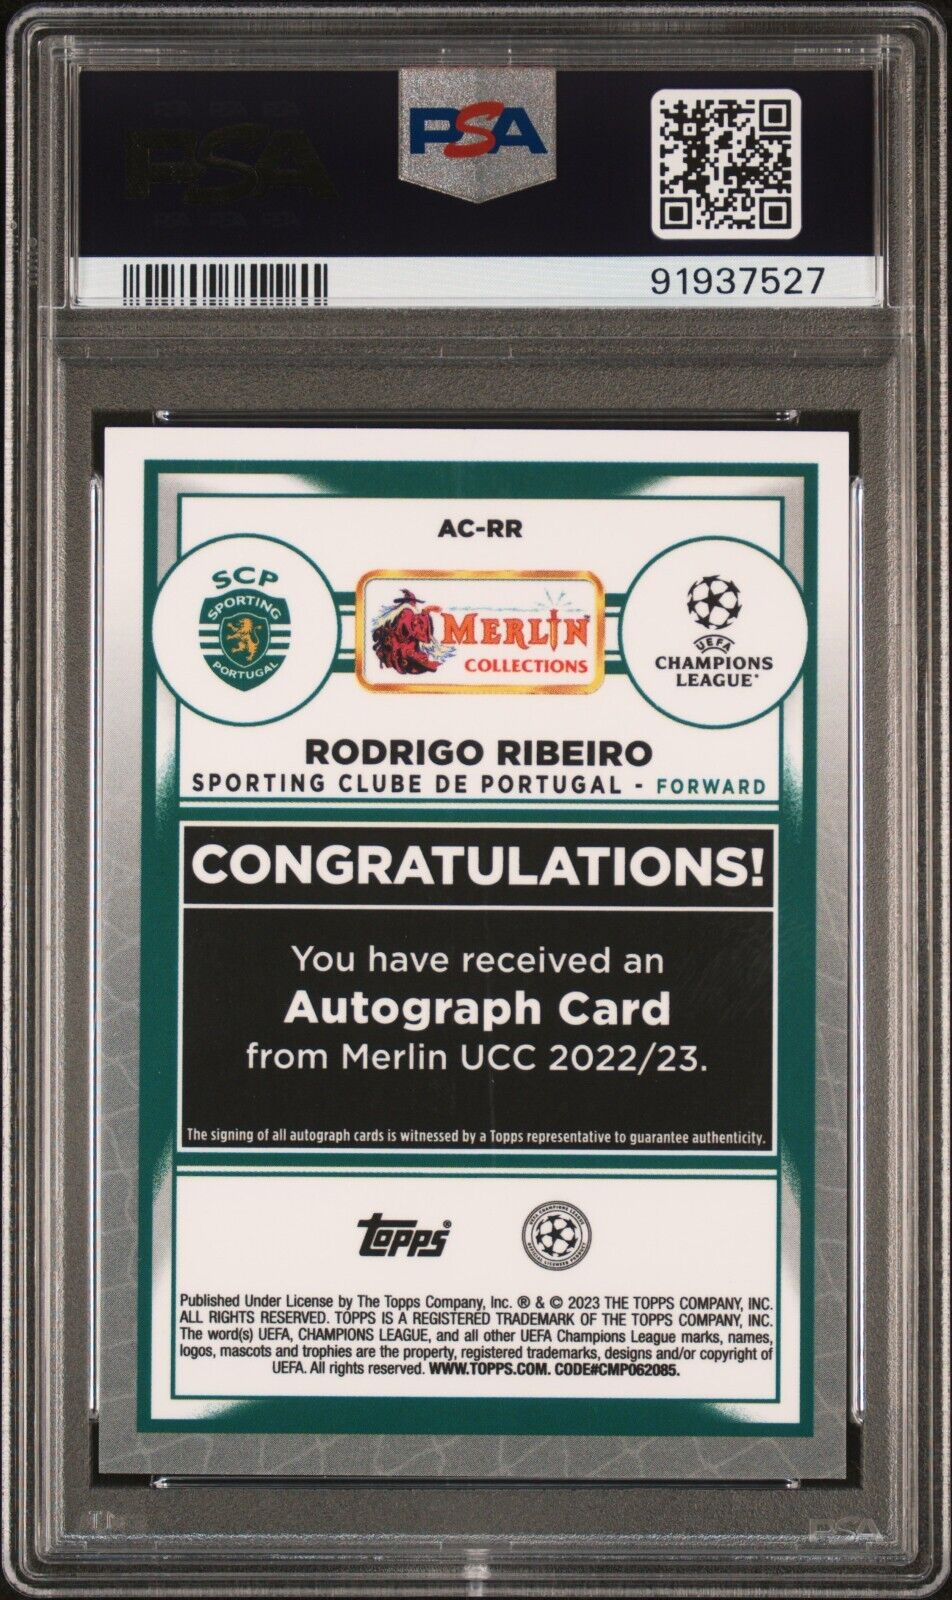 PSA
PSA
91937527
AC-RR
SCP
SPORTING
PORTUGAL
MERLIN
COLLECTIONS
UEFA
CHAMPIONS
LEAGUE
RODRIGO RIBEIRO
SPORTING CLUBE DE PORTUGAL - FORWARD
CONGRATULATIONS!
You have received an
Autograph Card
from Merlin UCC 2022/23.
The signing of all autograph cards is witnessed by a Topps representative to guarantee authenticity.
Topps®
Published Under License by The Topps Company, Inc. ® & © 2023 THE TOPPS COMPANY, INC.
ALL RIGHTS RESERVED. TOPPS IS A REGISTERED TRADEMARK OF THE TOPPS COMPANY, INC.
The word(s) UEFA, CHAMPIONS LEAGUE, and all other UEFA Champions League marks, names,
logos, mascots and trophies are the property, registered trademarks, designs and/or copyright of
UEFA. All rights reserved. WWW.TOPPS.COM. CODE#CMP062085.
PSA